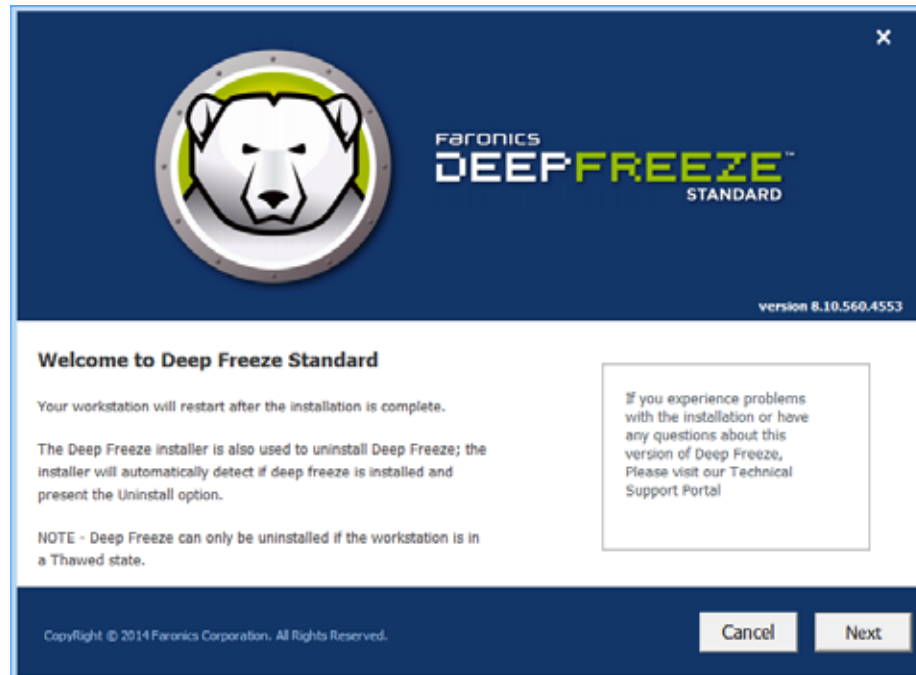 ×
Faronics
DEEPFREEZE™
STANDARD
version 8.10.560.4553
Welcome to Deep Freeze Standard
Your workstation will restart after the installation is complete.
The Deep Freeze installer is also used to uninstall Deep Freeze; the
installer will automatically detect if deep freeze is installed and
present the Uninstall option.
NOTE - Deep Freeze can only be uninstalled if the workstation is in
a Thawed state.
If you experience problems
with the installation or have
any questions about this
version of Deep Freeze,
Please visit our Technical
Support Portal
CopyRight © 2014 Faronics Corporation. All Rights Reserved.
Cancel
Next